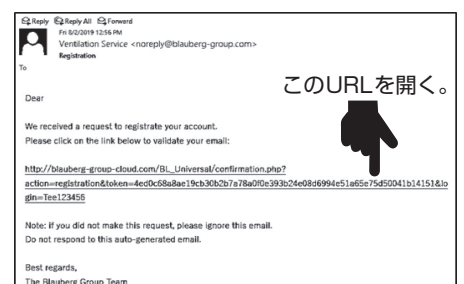 Reply Reply All Forward
Fri 8/2/2019 12:56 PM
Ventilation Service <noreply@blauberg-group.com>
Registration
To
このURLを開く。
Dear
We received a request to registrate your account.
Please click on the link below to validate your email:
http://blauberg-group-cloud.com/BL_Universal/confirmation.php?
action=registration&token=4ed0c68a8ae19cb30b2b7a78a0f0e393b24e08d6994e51a65e75d50041b14151&lo
gin=Tee123456
Note: if you did not make this request, please ignore this email.
Do not respond to this auto-generated email.
Best regards,
The Blauberg Group Team